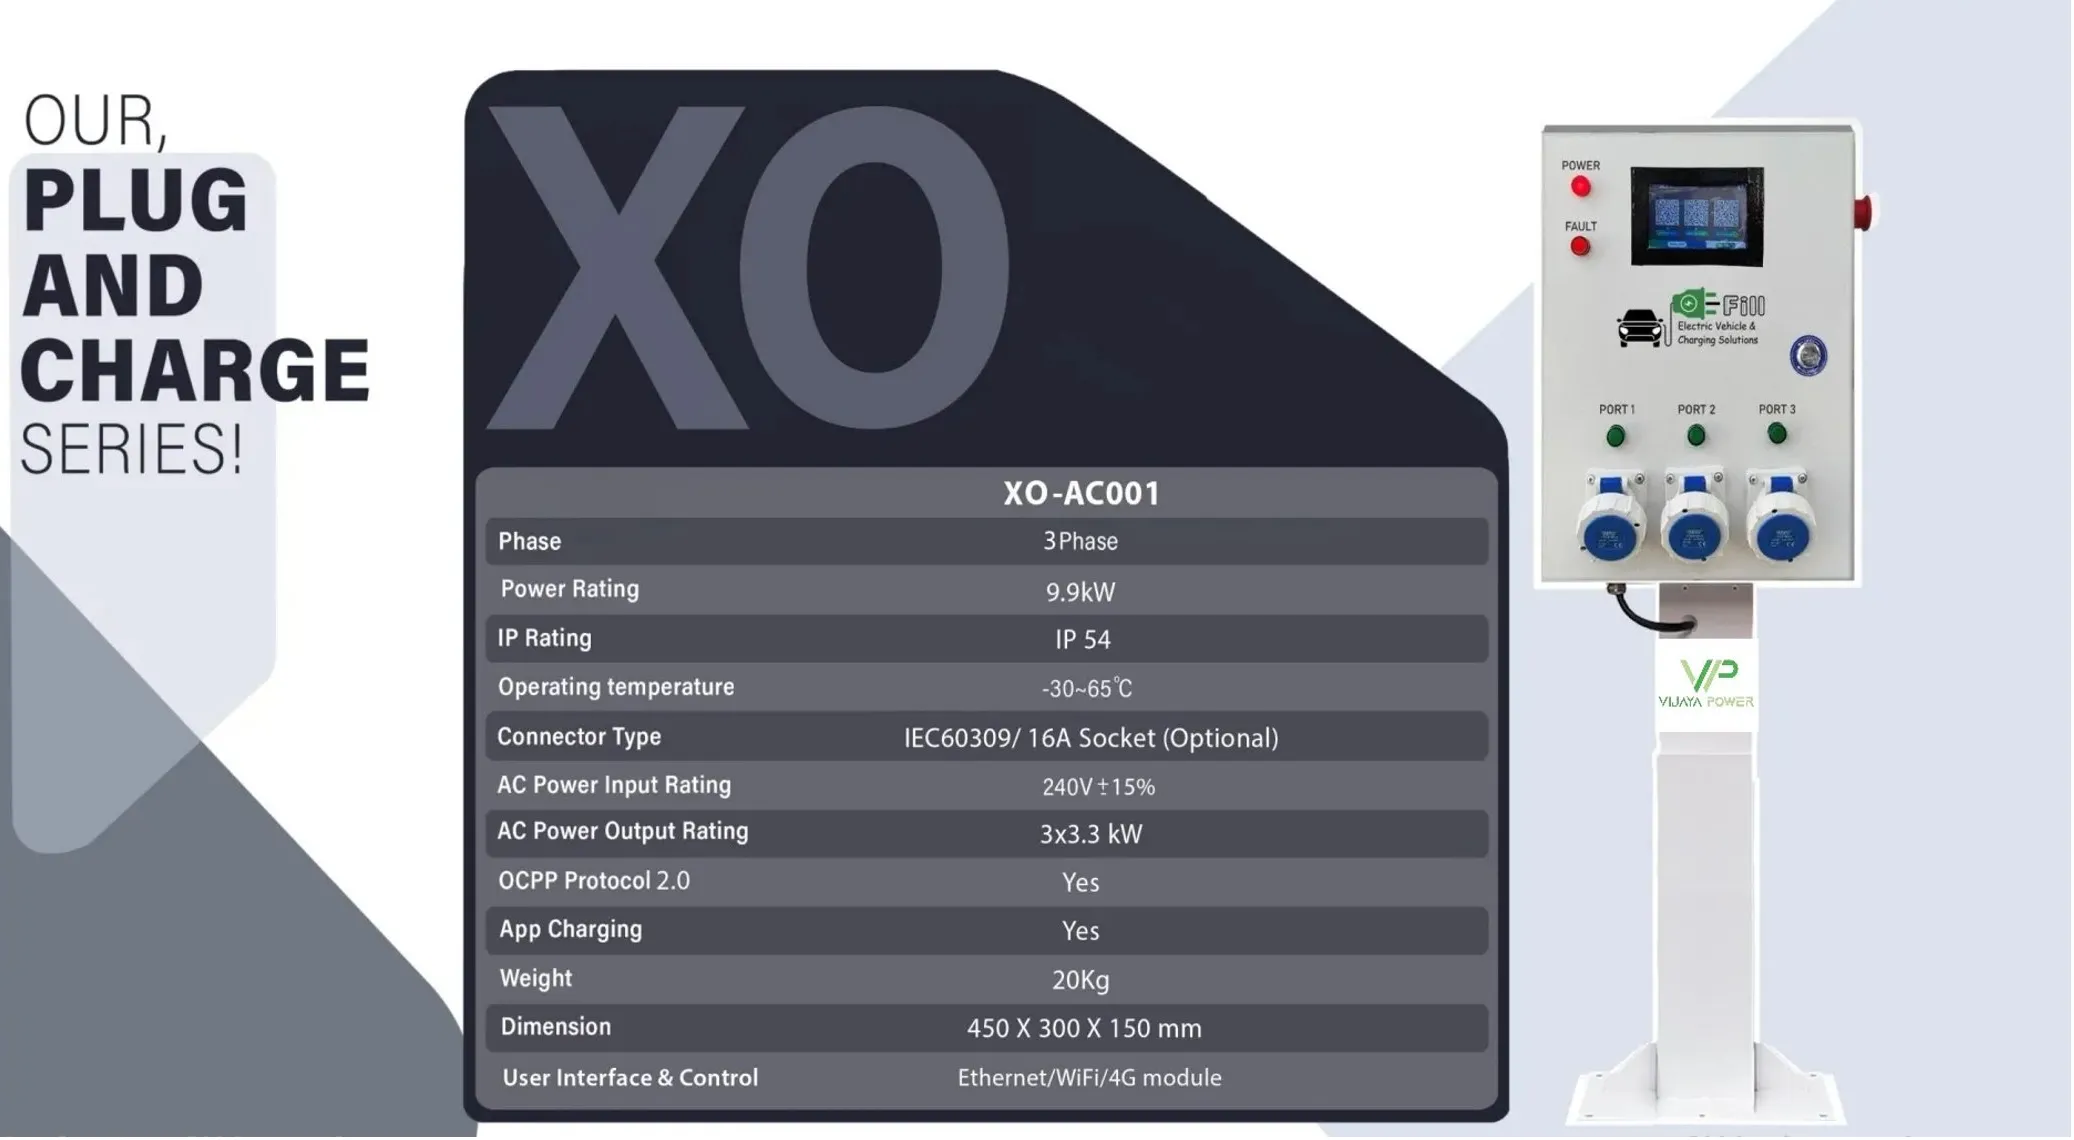 OUR,
PLUG
AND
CHARGE
SERIES!
XO
XO-AC001
Phase 3Phase
Power Rating 9.9kW
IP Rating IP 54
Operating temperature -30~65℃
Connector Type IEC60309/ 16A Socket (Optional)
AC Power Input Rating 240V±15%
AC Power Output Rating 3x3.3 kW
OCPP Protocol 2.0 Yes
App Charging Yes
Weight 20Kg
Dimension 450 X 300 X 150 mm
User Interface & Control Ethernet/WiFi/4G module
POWER
FAULT
E-Fill
Electric Vehicle &
Charging Solutions
PORT 1 PORT 2 PORT 3
VP
VIJAYA POWER